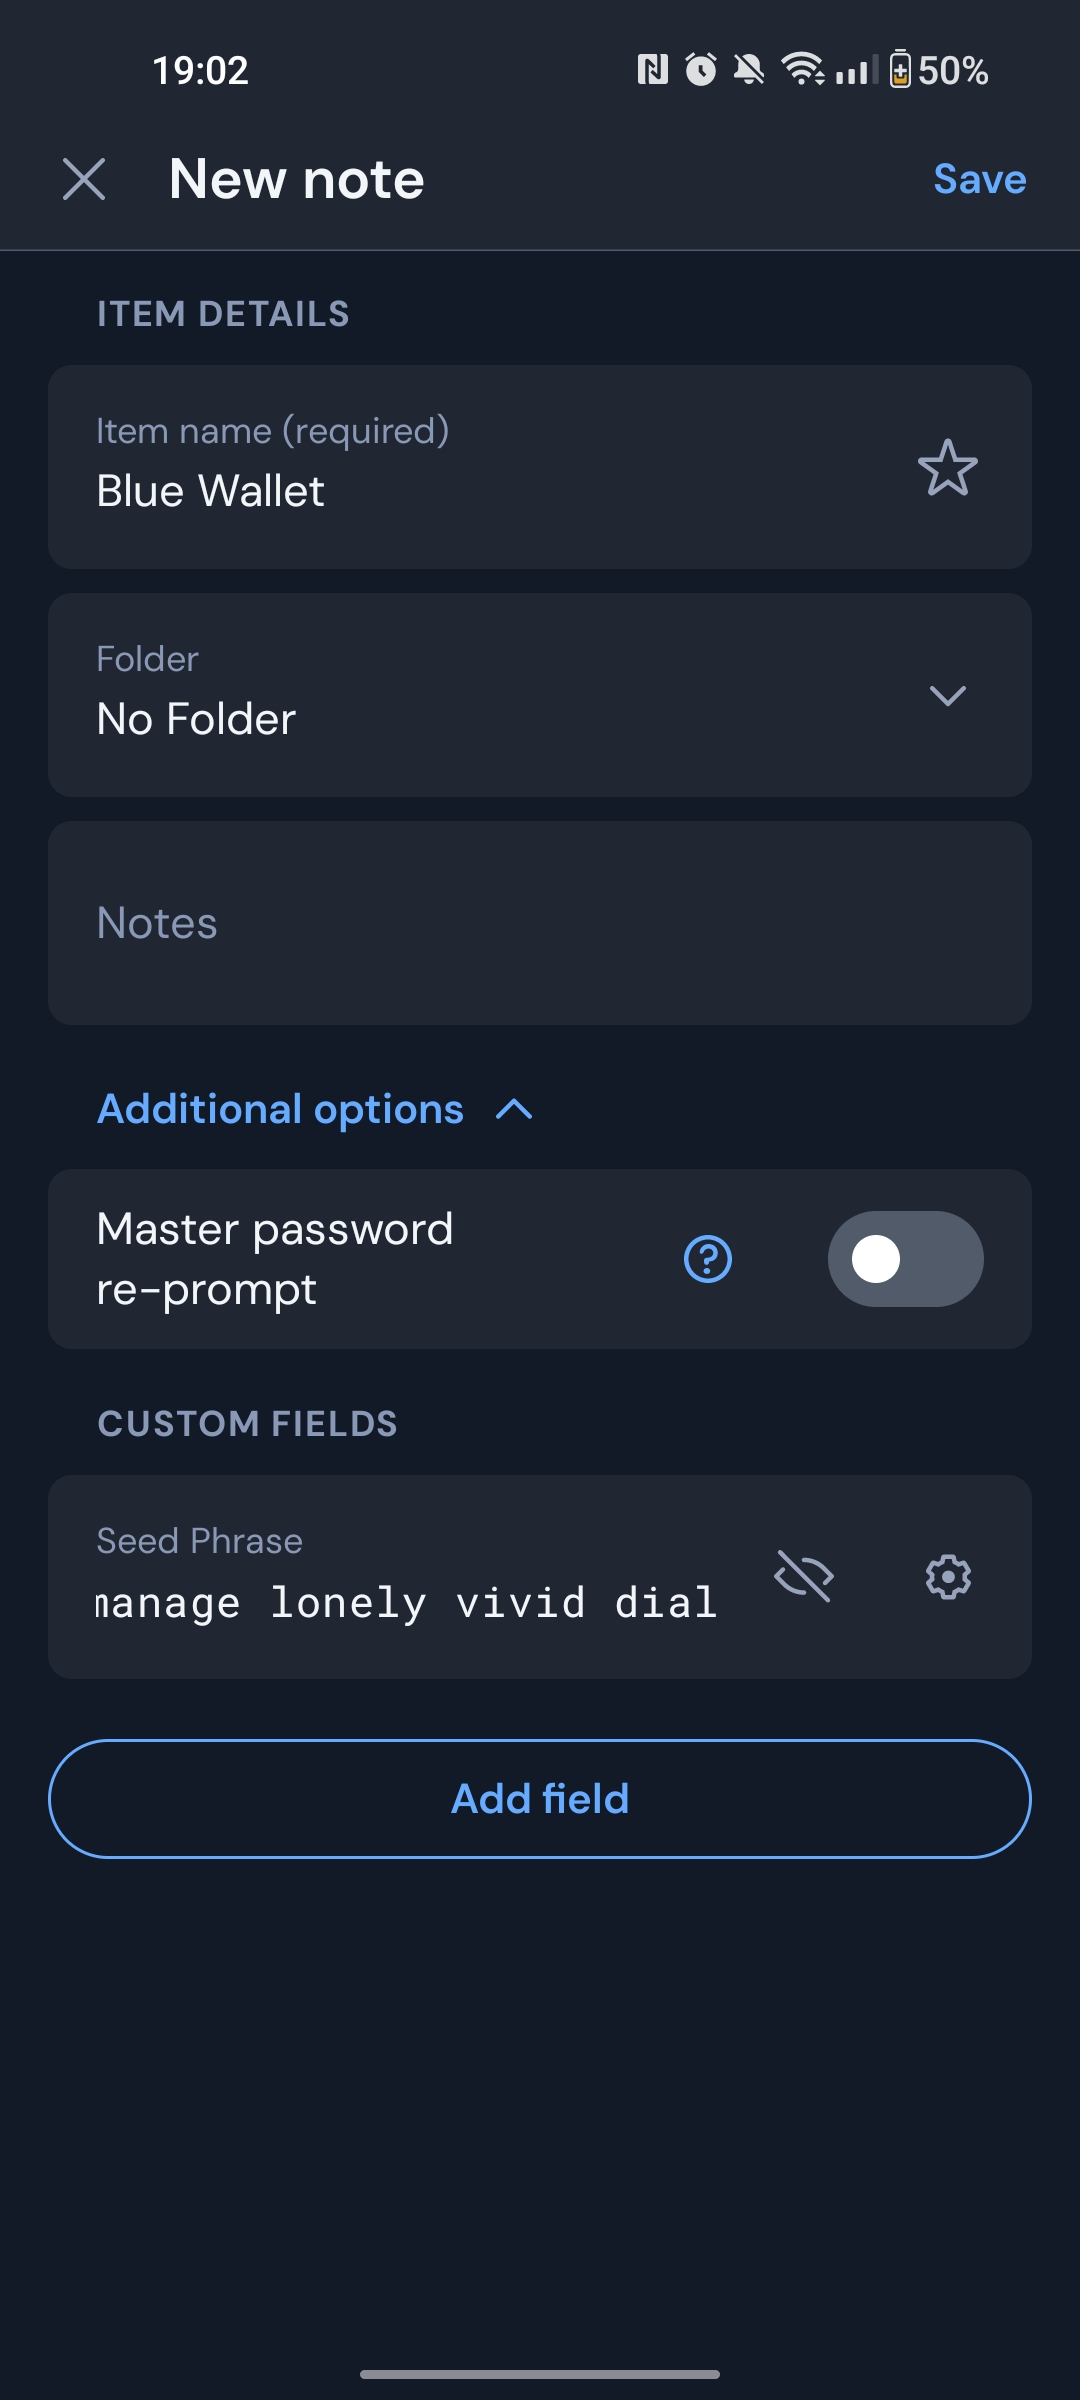 19:02 50%
New note Save
ITEM DETAILS
Item name (required)
Blue Wallet
Folder
No Folder
Notes
Additional options
Master password
re-prompt
CUSTOM FIELDS
Seed Phrase
manage lonely vivid dial
Add field